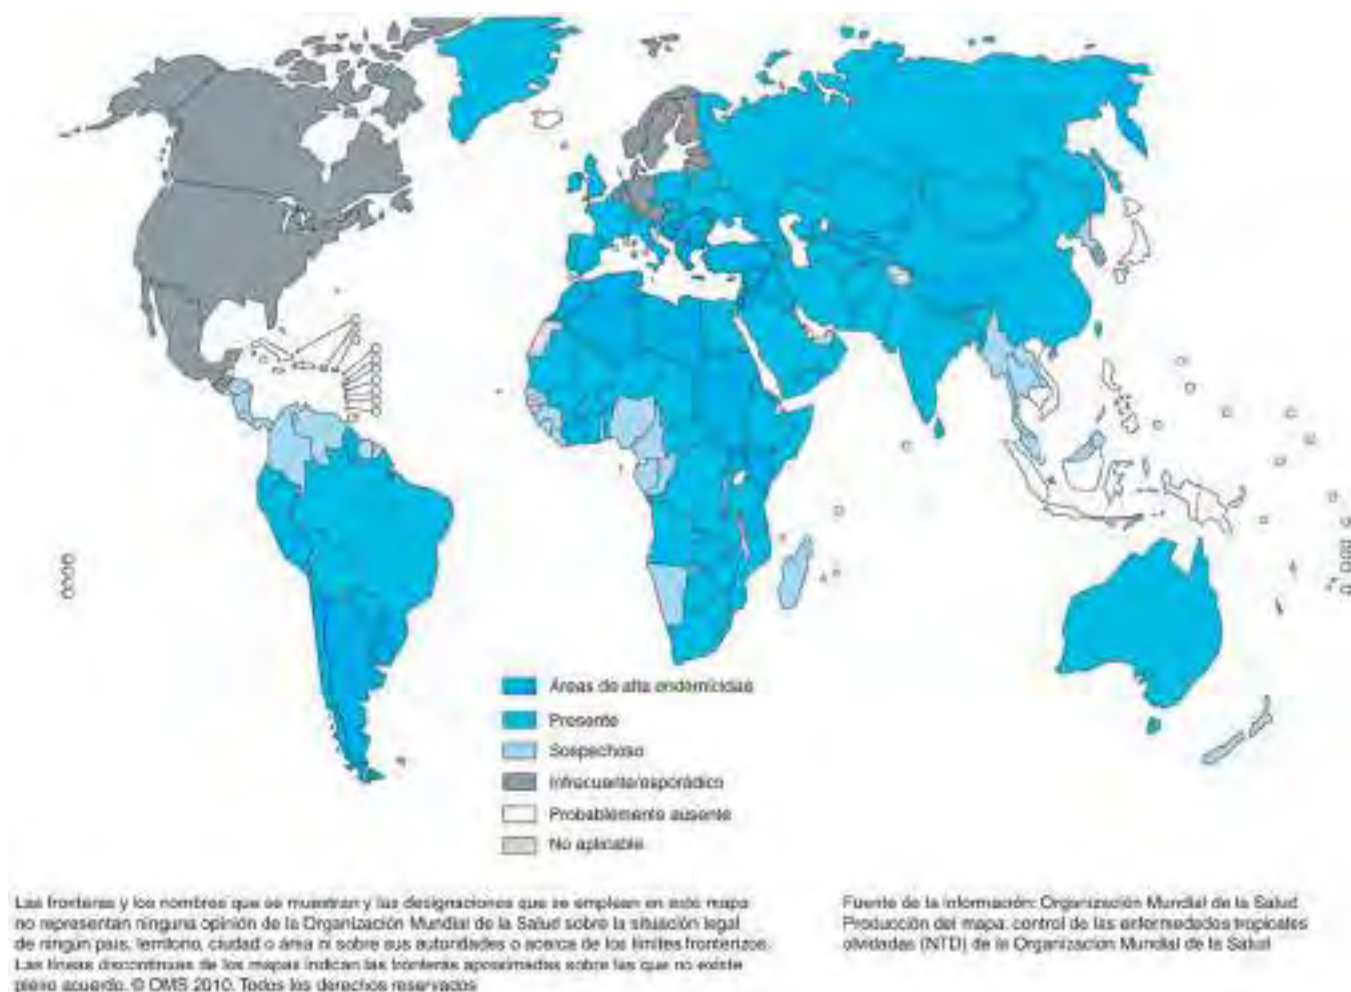 Áreas de alta endemicidad
Presente
Sospechoso
Infrecuente/esporádico
Probablemente ausente
No aplicable
Las fronteras y los nombres que se muestran y las designaciones que se emplean en este mapa
no representan ninguna opinión de la Organización Mundial de la Salud sobre la situación legal
de ningún país, territorio, ciudad o área ni sobre sus autoridades o acerca de los límites fronterizos.
Las líneas discontinuas de los mapas indican las fronteras aproximadas sobre las que no existe
pleno acuerdo. © OMS 2010. Todos los derechos reservados
Fuente de la información: Organización Mundial de la Salud
Producción del mapa: control de las enfermedades tropicales
olvidadas (NTD) de la Organización Mundial de la Salud